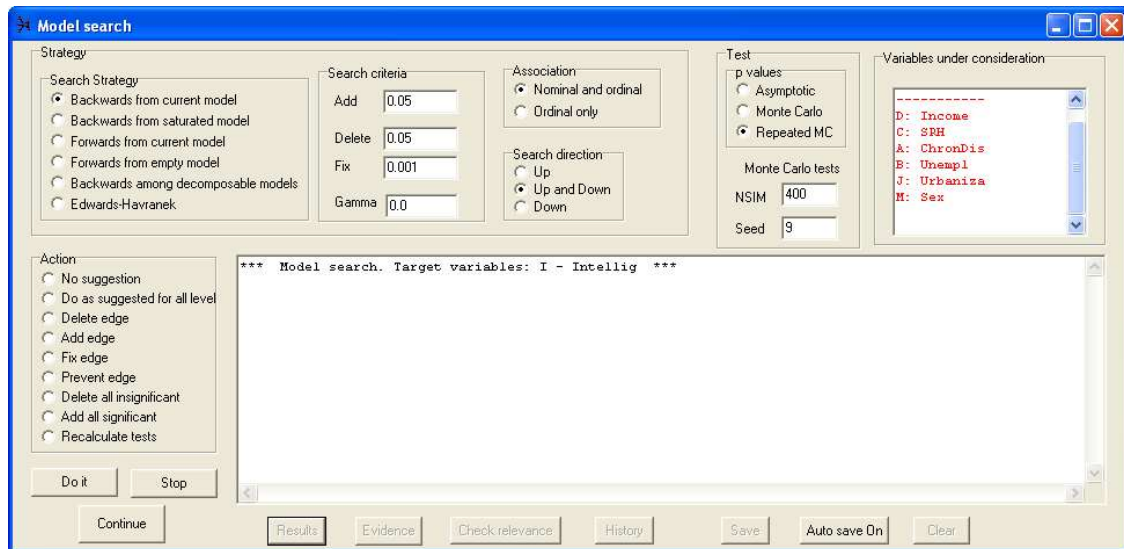 Model search
Strategy
Search Strategy
Backwards from current model
Backwards from saturated model
Forwards from current model
Forwards from empty model
Backwards among decomposable models
Edwards-Havranek
Search criteria
Add 0.05
Delete 0.05
Fix 0.001
Gamma 0.0
Association
Nominal and ordinal
Ordinal only
Search direction
Up
Up and Down
Down
Test
p values
Asymptotic
Monte Carlo
Repeated MC
Monte Carlo tests
NSIM 400
Seed 9
Variables under consideration
-----------
D: Income
C: SRH
A: ChronDis
B: Unempl
J: Urbaniza
M: Sex
Action
No suggestion
Do as suggested for all level
Delete edge
Add edge
Fix edge
Prevent edge
Delete all insignificant
Add all significant
Recalculate tests
*** Model search. Target variables: I - Intellig ***
Do it Stop
Continue
Results Evidence Check relevance History Save Auto save On Clear